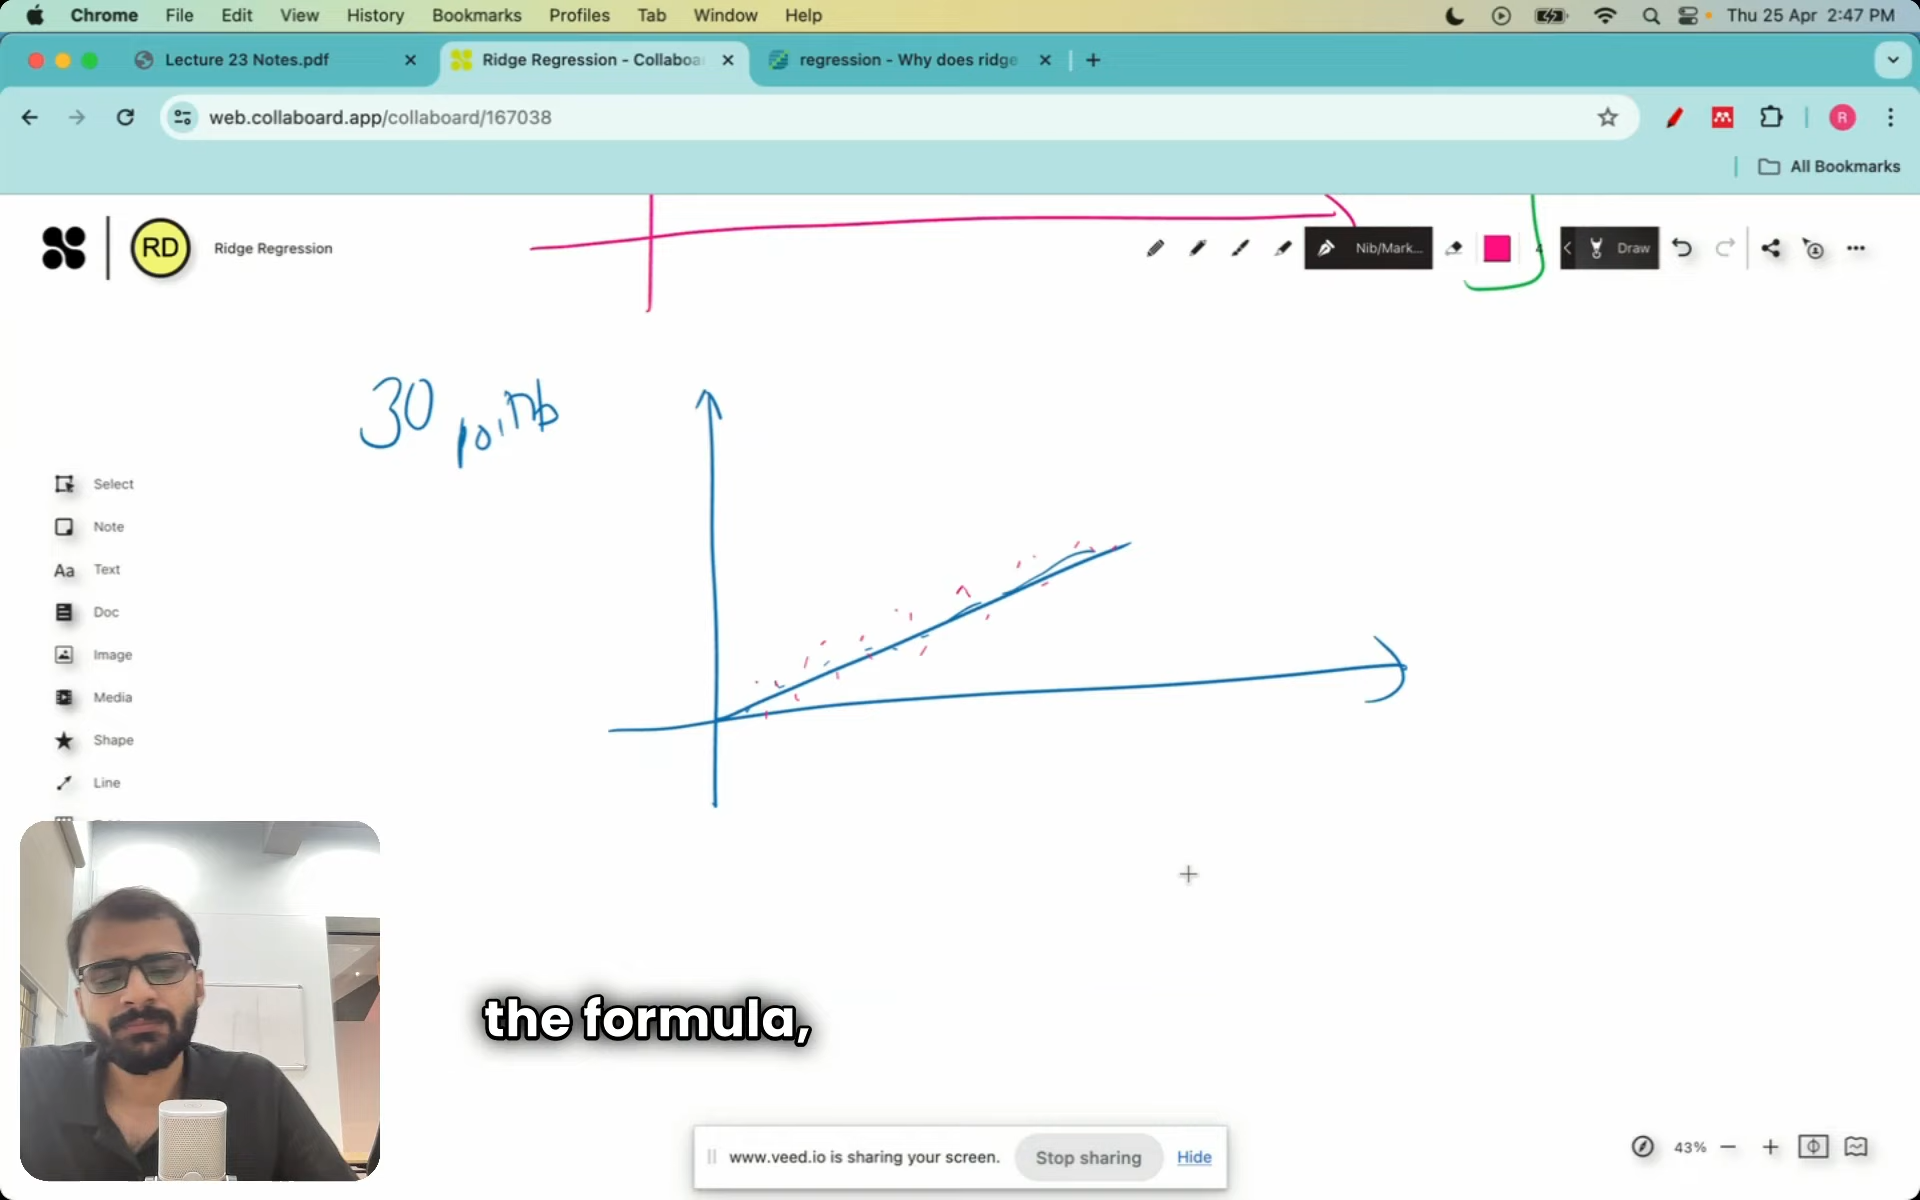 Chrome File Edit View History Bookmarks Profiles Tab Window Help Thu 25 Apr 2:47 PM
Lecture 23 Notes.pdf Ridge Regression - Collaboa regression - Why does ridge
web.collaboard.app/collaboard/167038 R
All Bookmarks
RD Ridge Regression Nib/Mark... Draw
30 points
Select
Note
Aa Text
Doc
Image
Media
Shape
Line
the formula,
www.veed.io is sharing your screen. Stop sharing Hide
43%